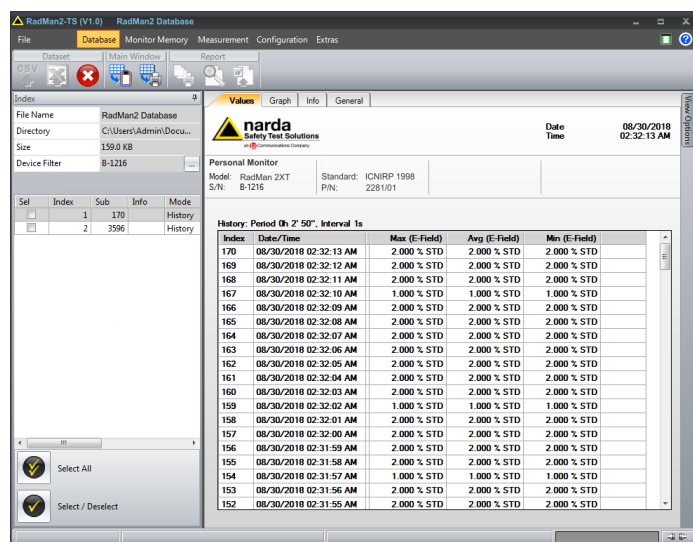 RadMan2-TS (V1.0) RadMan2 Database
File Database Monitor Memory Measurement Configuration Extras
Dataset Main Window Report
CSV
Index
File Name RadMan2 Database
Directory C:\Users\Admin\Docu...
Size 159.0 KB
Device Filter B-1216 ...
Sel Index Sub Info Mode
1 170 History
2 3596 History
Select All
Select / Deselect
Values Graph Info General
View Options
narda
Safety Test Solutions
an L3 Communications Company
Date 08/30/2018
Time 02:32:13 AM
Personal Monitor
Model: RadMan 2XT Standard: ICNIRP 1998
S/N: B-1216 P/N: 2281/01
History: Period 0h 2' 50", Interval 1s
Index Date/Time Max (E-Field) Avg (E-Field) Min (E-Field)
170 08/30/2018 02:32:13 AM 2.000 % STD 2.000 % STD 2.000 % STD
169 08/30/2018 02:32:12 AM 2.000 % STD 2.000 % STD 2.000 % STD
168 08/30/2018 02:32:11 AM 2.000 % STD 2.000 % STD 2.000 % STD
167 08/30/2018 02:32:10 AM 1.000 % STD 1.000 % STD 1.000 % STD
166 08/30/2018 02:32:09 AM 2.000 % STD 2.000 % STD 2.000 % STD
165 08/30/2018 02:32:08 AM 2.000 % STD 2.000 % STD 2.000 % STD
164 08/30/2018 02:32:07 AM 2.000 % STD 2.000 % STD 2.000 % STD
163 08/30/2018 02:32:06 AM 2.000 % STD 2.000 % STD 2.000 % STD
162 08/30/2018 02:32:05 AM 2.000 % STD 2.000 % STD 2.000 % STD
161 08/30/2018 02:32:04 AM 2.000 % STD 2.000 % STD 2.000 % STD
160 08/30/2018 02:32:03 AM 2.000 % STD 2.000 % STD 2.000 % STD
159 08/30/2018 02:32:02 AM 1.000 % STD 1.000 % STD 1.000 % STD
158 08/30/2018 02:32:01 AM 2.000 % STD 2.000 % STD 2.000 % STD
157 08/30/2018 02:32:00 AM 2.000 % STD 2.000 % STD 2.000 % STD
156 08/30/2018 02:31:59 AM 2.000 % STD 2.000 % STD 2.000 % STD
155 08/30/2018 02:31:58 AM 2.000 % STD 2.000 % STD 2.000 % STD
154 08/30/2018 02:31:57 AM 1.000 % STD 1.000 % STD 1.000 % STD
153 08/30/2018 02:31:56 AM 2.000 % STD 2.000 % STD 2.000 % STD
152 08/30/2018 02:31:55 AM 2.000 % STD 2.000 % STD 2.000 % STD